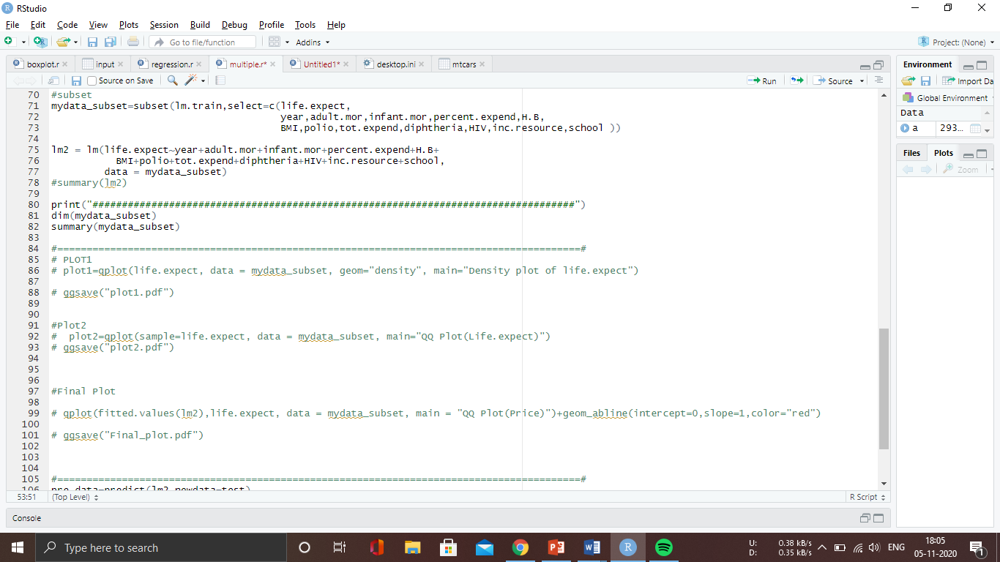 RStudio
File Edit Code View Plots Session Build Debug Profile Tools Help
Go to file/function Addins Project: (None)
boxplot.r input regression.r multiple.r* Untitled1* desktop.ini mtcars
Source on Save Run Source
70 #subset
71 mydata_subset=subset(lm.train,select=c(life.expect,
72 year,adult.mor,infant.mor,percent.expend,H.B,
73 BMI,polio,tot.expend,diphtheria,HIV,inc.resource,school ))
74
75 lm2 = lm(life.expect~year+adult.mor+infant.mor+percent.expend+H.B+
76 BMI+polio+tot.expend+diphtheria+HIV+inc.resource+school,
77 data = mydata_subset)
78 #summary(lm2)
79
80 print("##################################################################################")
81 dim(mydata_subset)
82 summary(mydata_subset)
83
84 #=========================================================================================#
85 # PLOT1
86 # plot1=qplot(life.expect, data = mydata_subset, geom="density", main="Density plot of life.expect")
87
88 # ggsave("plot1.pdf")
89
90
91 #Plot2
92 #  plot2=qplot(sample=life.expect, data = mydata_subset, main="QQ Plot(Life.expect)")
93 # ggsave("plot2.pdf")
94
95
96
97 #Final Plot
98
99 # qplot(fitted.values(lm2),life.expect, data = mydata_subset, main = "QQ Plot(Price)")+geom_abline(intercept=0,slope=1,color="red")
100
101 # ggsave("Final_plot.pdf")
102
103
104
105 #=========================================================================================#
106 pre_data=predict(lm2,newdata=test)
53:51 (Top Level) R Script
Console
Environment
Import Da
Global Environment
Data
a 293...
Files Plots
Zoom
Type here to search
U: 0.38 kB/s
D: 0.35 kB/s
ENG
18:05
05-11-2020
1